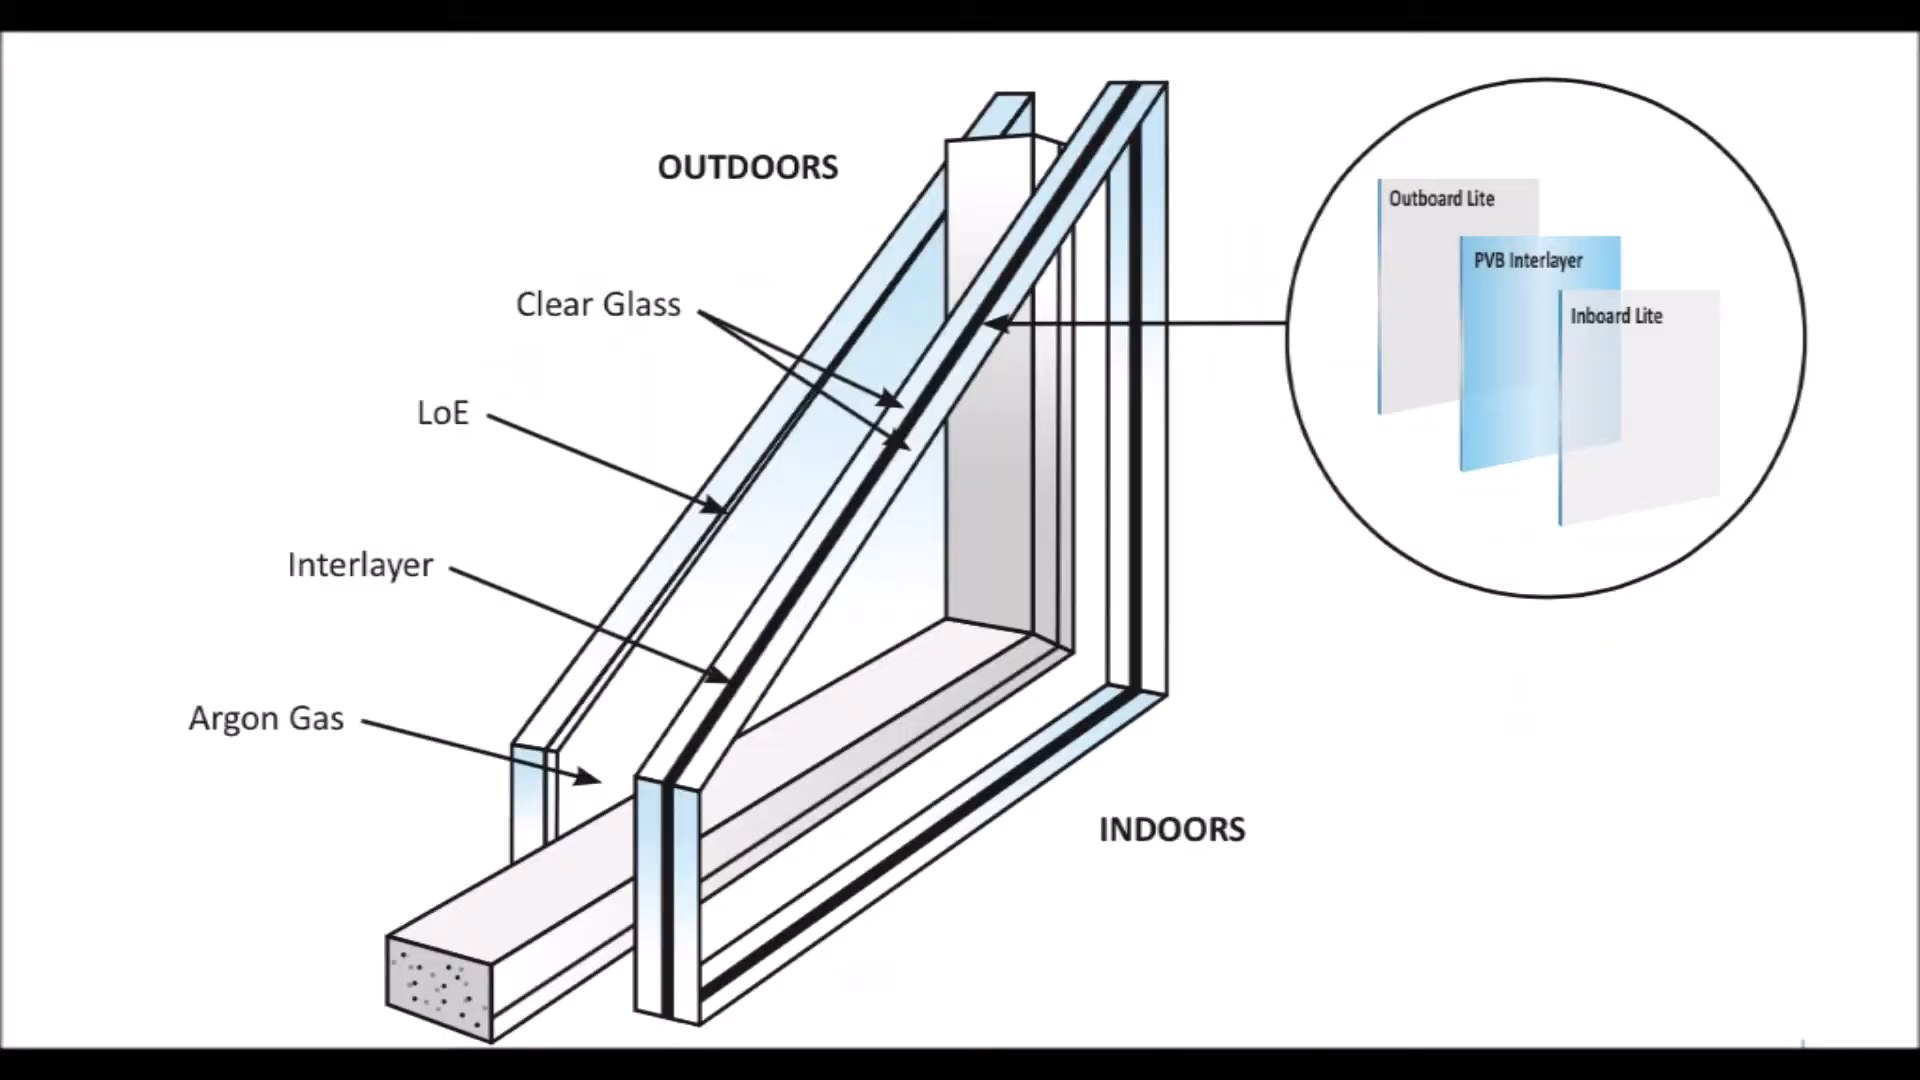 OUTDOORS
Clear Glass
LoE
Interlayer
Argon Gas
INDOORS
Outboard Lite
PVB Interlayer
Inboard Lite